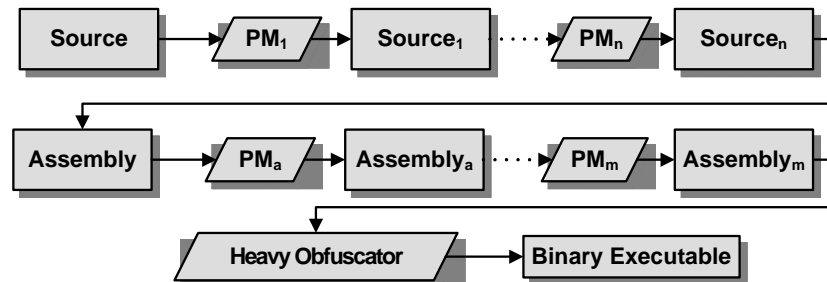 Source PM₁ Source₁ PMₙ Sourceₙ
Assembly PMₐ Assemblyₐ PMₘ Assemblyₘ
Heavy Obfuscator Binary Executable